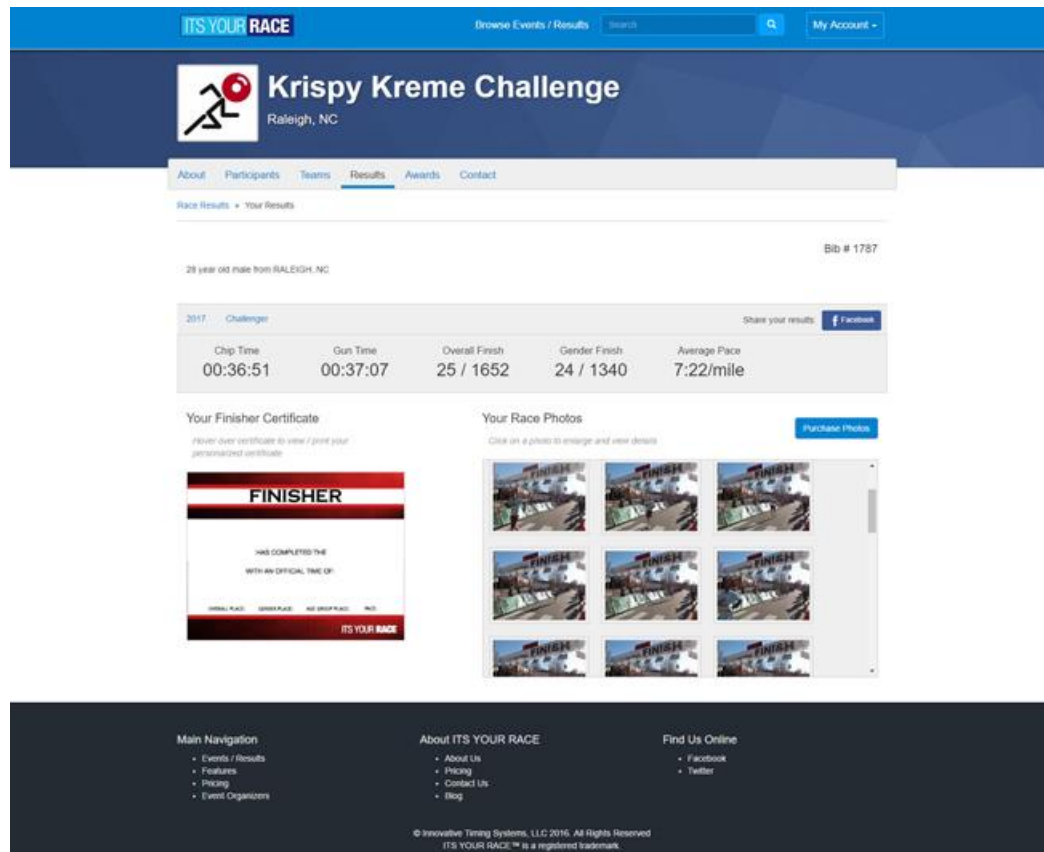 ITS YOUR RACE
Browse Events / Results
Search
My Account
Krispy Kreme Challenge
Raleigh, NC
About Participants Teams Results Awards Contact
Race Results » Your Results
Bib # 1787
28 year old male from RALEIGH, NC
2017 Challenger
Share your results: Facebook
Chip Time Gun Time Overall Finish Gender Finish Average Pace
00:36:51 00:37:07 25 / 1652 24 / 1340 7:22/mile
Your Finisher Certificate
Hover over certificate to view / print your
personalized certificate
FINISHER
HAS COMPLETED THE
WITH AN OFFICIAL TIME OF:
OVERALL PLACE: GENDER PLACE: AGE GROUP PLACE: PACE:
ITS YOUR RACE
Your Race Photos
Click on a photo to enlarge and view details
Purchase Photos
FINISH FINISH FINISH
FINISH FINISH FINISH
FINISH FINISH FINISH
Main Navigation
• Events / Results
• Features
• Pricing
• Event Organizers
About ITS YOUR RACE
• About Us
• Pricing
• Contact Us
• Blog
Find Us Online
• Facebook
• Twitter
© Innovative Timing Systems, LLC 2016. All Rights Reserved
ITS YOUR RACE™ is a registered trademark.